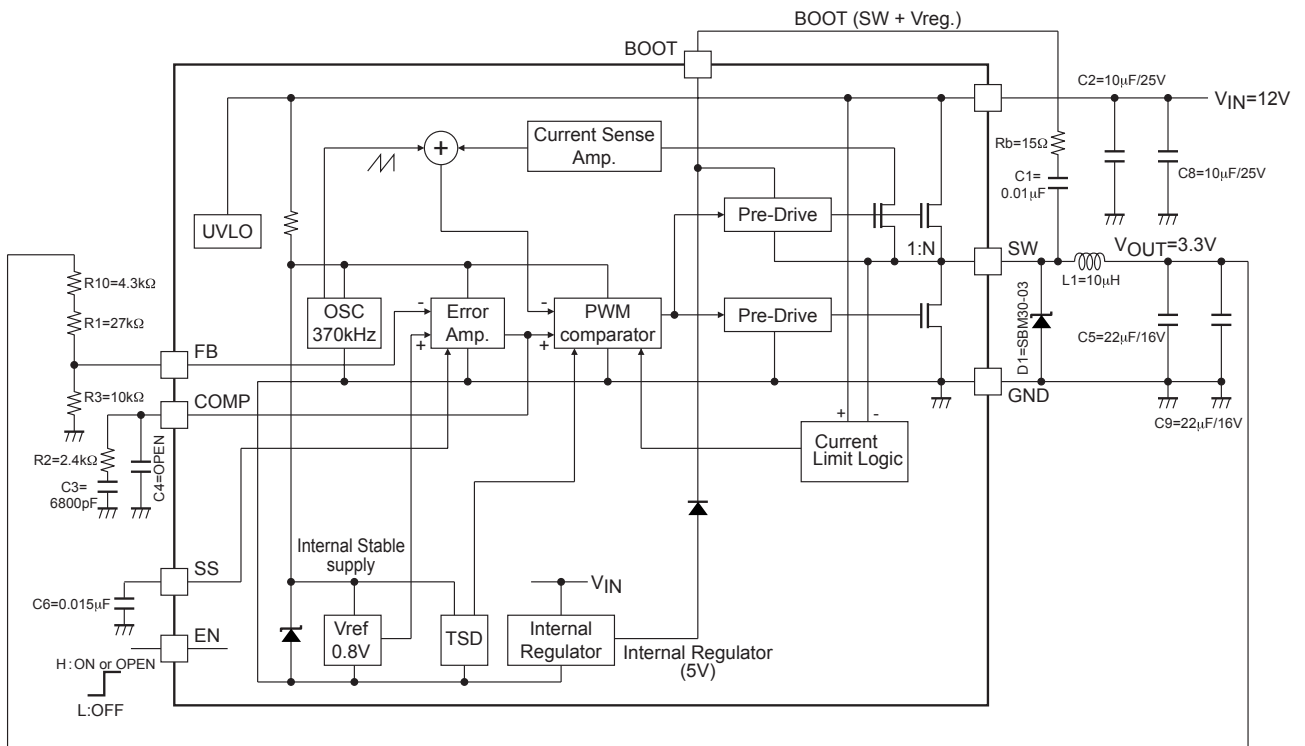 BOOT (SW + Vreg.)
BOOT
C2=10μF/25V
VIN=12V
Current Sense
Amp.
+
Rb=15Ω
C1=
0.01μF
C8=10μF/25V
UVLO
Pre-Drive
1:N
SW
VOUT=3.3V
L1=10μH
R10=4.3kΩ
R1=27kΩ
OSC
370kHz
-
+
Error
Amp.
-
+
PWM
comparator
Pre-Drive
D1=SBM30-03
C5=22μF/16V
FB
R3=10kΩ
COMP
GND
C9=22μF/16V
R2=2.4kΩ
C3=
6800pF
C4=OPEN
+ -
Current
Limit Logic
Internal Stable
supply
SS
VIN
C6=0.015μF
Vref
0.8V
TSD
Internal
Regulator
Internal Regulator
(5V)
EN
H:ON or OPEN
L:OFF